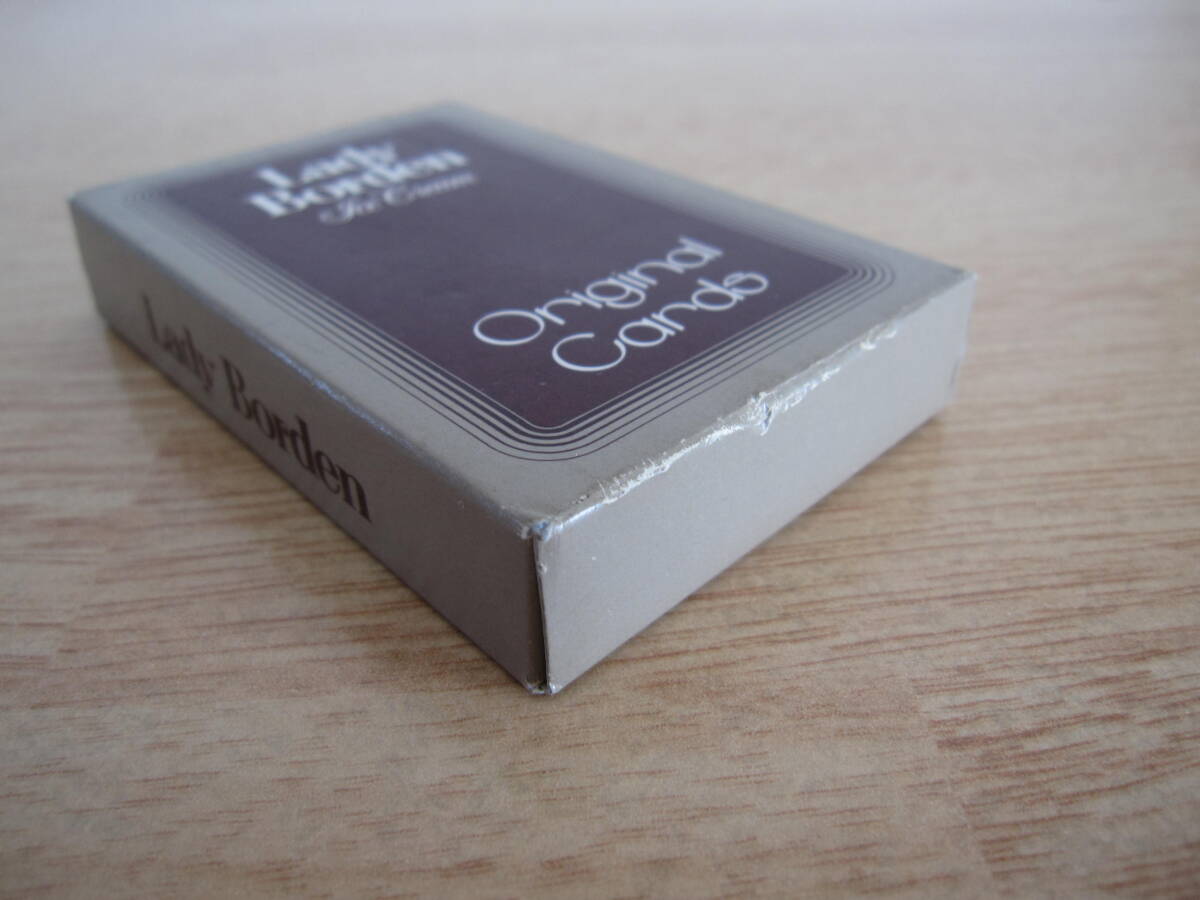 Lady
Borden
Ice Cream
Original
Cards
Lady Borden